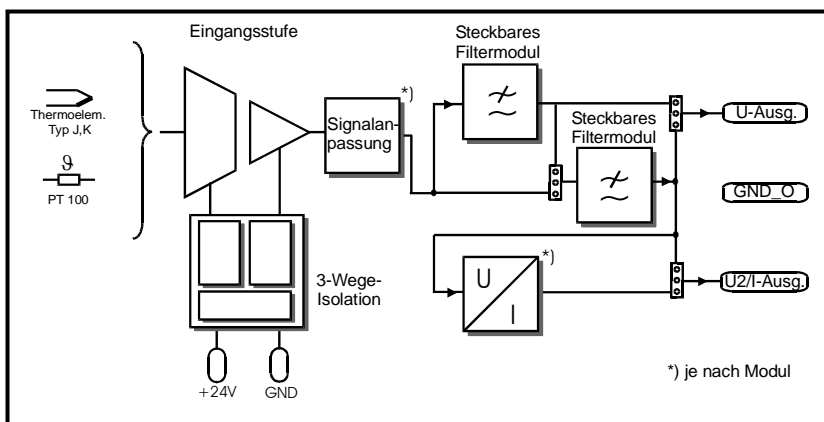 Eingangsstufe
Steckbares
Filtermodul
*)
Thermoelem.
Typ J,K
Signalan-
passung
Steckbares
Filtermodul
U-Ausg.
ϑ
PT 100
GND_O
3-Wege-
Isolation
*)
U
I
U2/I-Ausg.
+24V
GND
*) je nach Modul